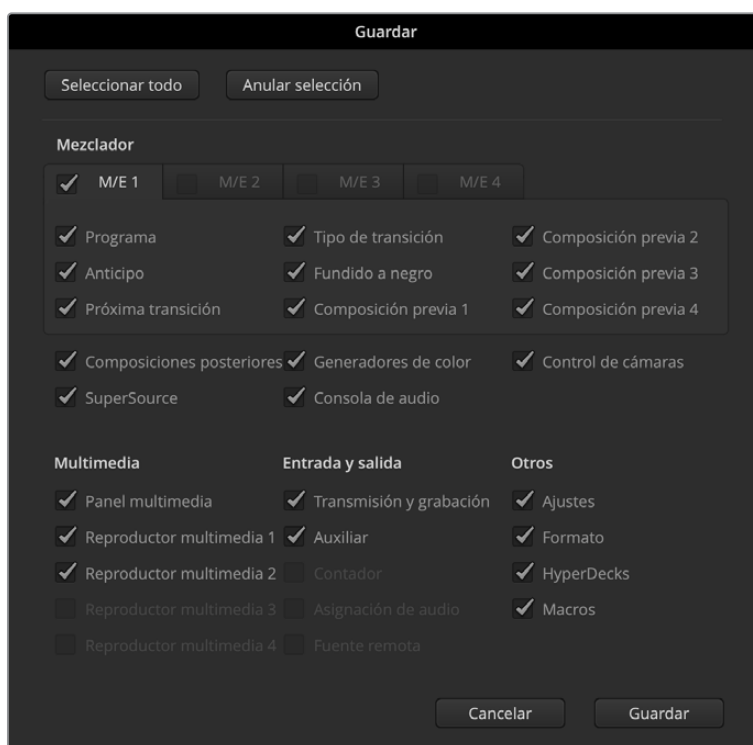 Guardar
Seleccionar todo Anular selección
Mezclador
M/E 1 M/E 2 M/E 3 M/E 4
Programa Tipo de transición Composición previa 2
Anticipo Fundido a negro Composición previa 3
Próxima transición Composición previa 1 Composición previa 4
Composiciones posteriores Generadores de color Control de cámaras
SuperSource Consola de audio
Multimedia Entrada y salida Otros
Panel multimedia Transmisión y grabación Ajustes
Reproductor multimedia 1 Auxiliar Formato
Reproductor multimedia 2 Contador HyperDecks
Reproductor multimedia 3 Asignación de audio Macros
Reproductor multimedia 4 Fuente remota
Cancelar Guardar